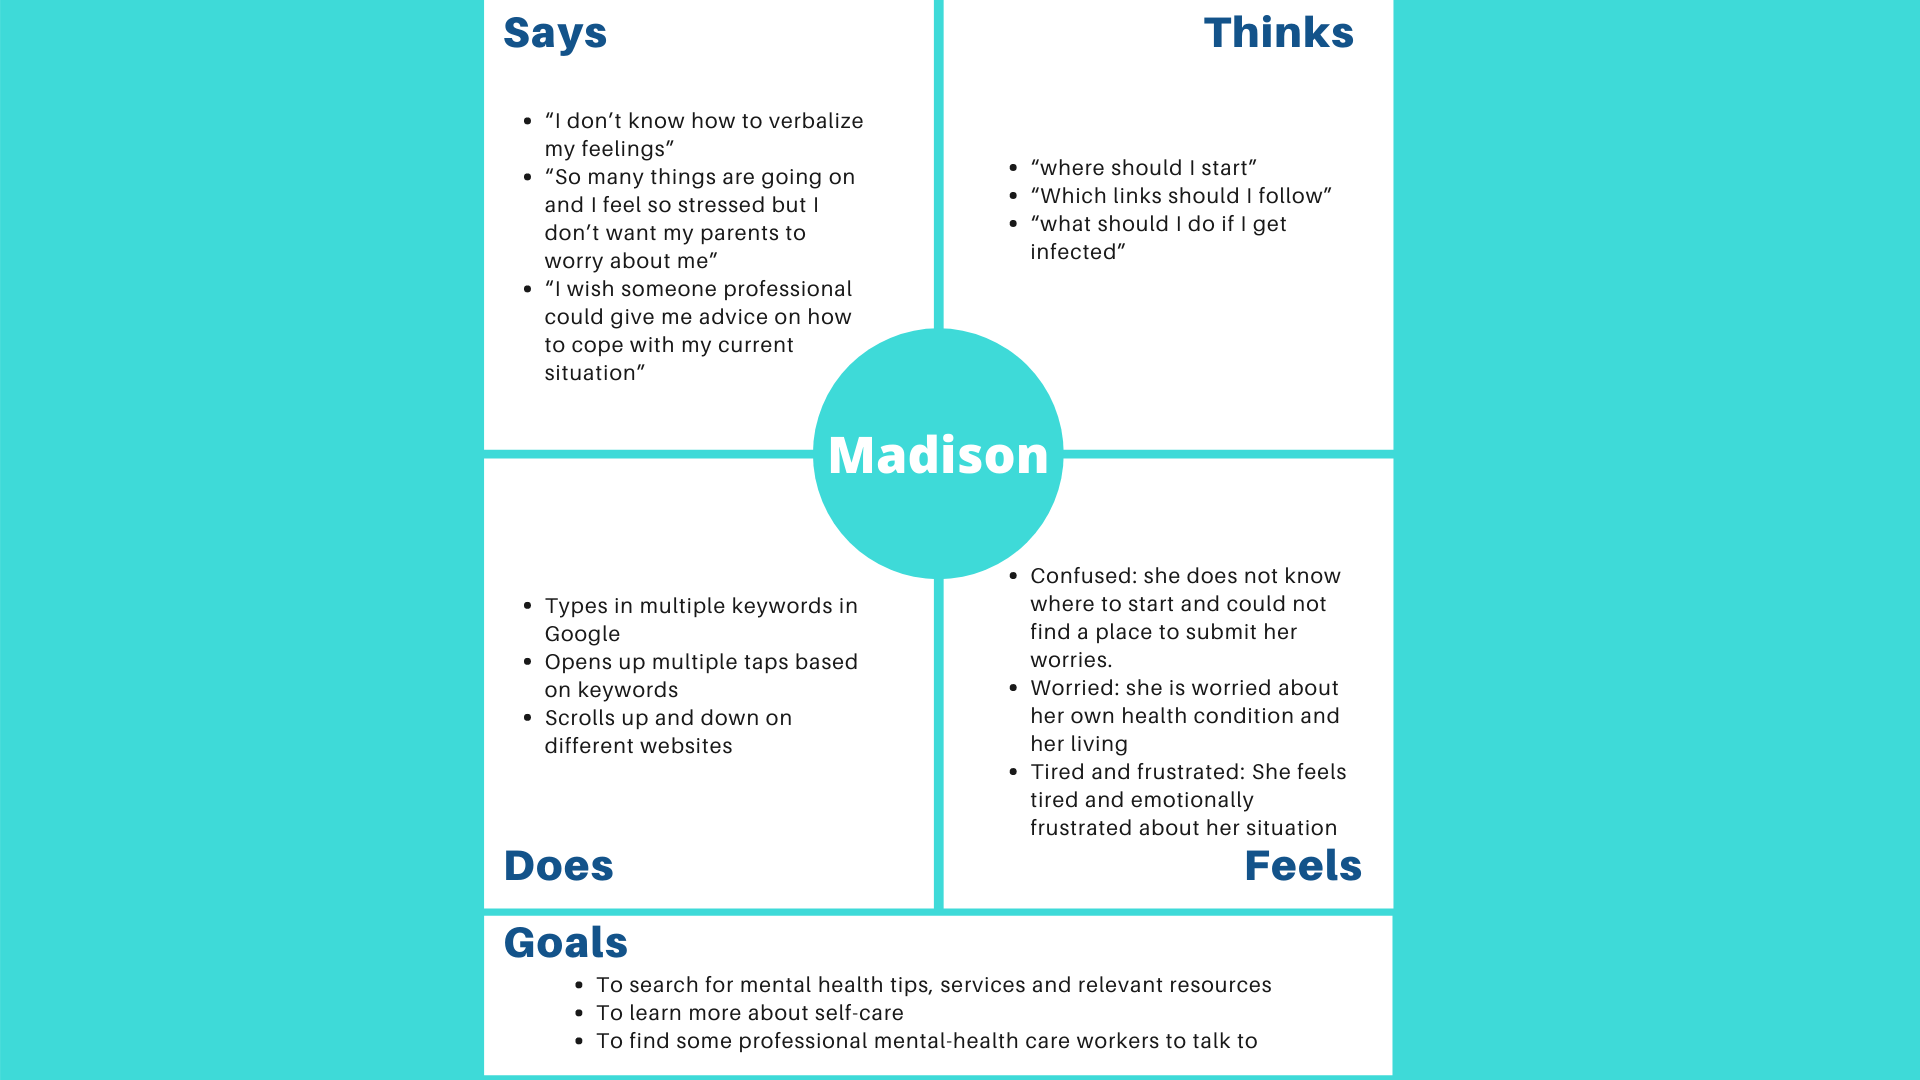 Says
• “I don’t know how to verbalize
my feelings”
• “So many things are going on
and I feel so stressed but I
don’t want my parents to
worry about me”
• “I wish someone professional
could give me advice on how
to cope with my current
situation”
Thinks
• “where should I start”
• “Which links should I follow”
• “what should I do if I get
infected”
Madison
• Types in multiple keywords in
Google
• Opens up multiple taps based
on keywords
• Scrolls up and down on
different websites
Does
• Confused: she does not know
where to start and could not
find a place to submit her
worries.
• Worried: she is worried about
her own health condition and
her living
• Tired and frustrated: She feels
tired and emotionally
frustrated about her situation
Feels
Goals
• To search for mental health tips, services and relevant resources
• To learn more about self-care
• To find some professional mental-health care workers to talk to